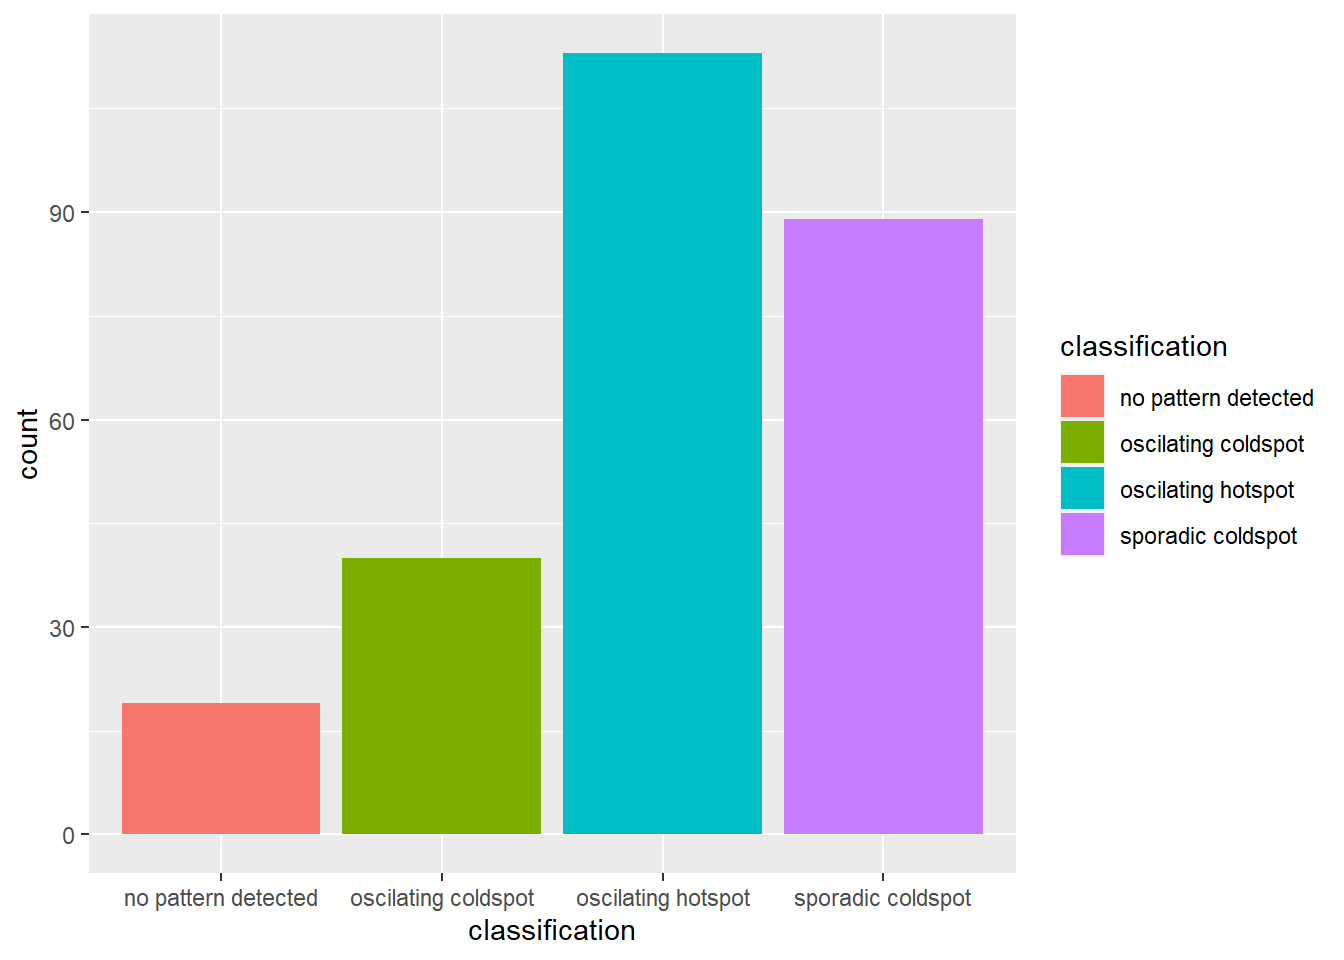 count
90
60
30
0
no pattern detected
oscilating coldspot
oscilating hotspot
sporadic coldspot
classification
classification
no pattern detected
oscilating coldspot
oscilating hotspot
sporadic coldspot